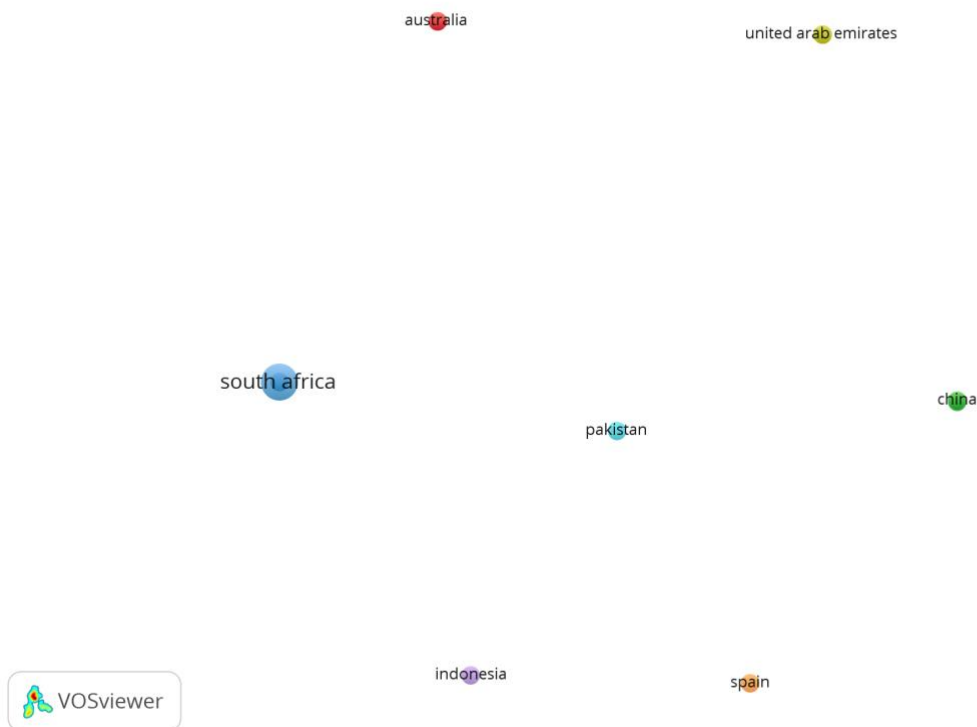 australia
united arab emirates
south africa
china
pakistan
indonesia
spain
VOSviewer